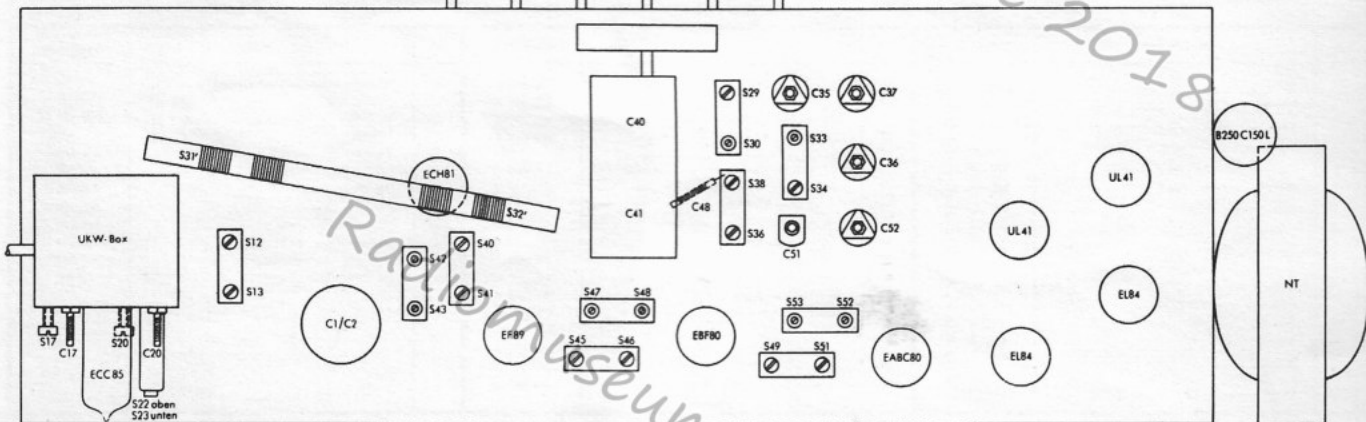 2018
S29
C35
C37
C40
B250C150L
S30
S33
S31'
C36
ECH81
S38
S34
UL41
C48
S32'
C41
UKW-Box
S12
S40
S36
C51
C52
UL41
S42
NT
S13
S41
S47
S48
S53
S52
EL84
S43
C1/C2
S17
C17
S20
C20
EF89
EBF80
S45
S46
S49
S51
EABC80
EL84
ECC85
S22 oben
S23 unten
Radiomuseum